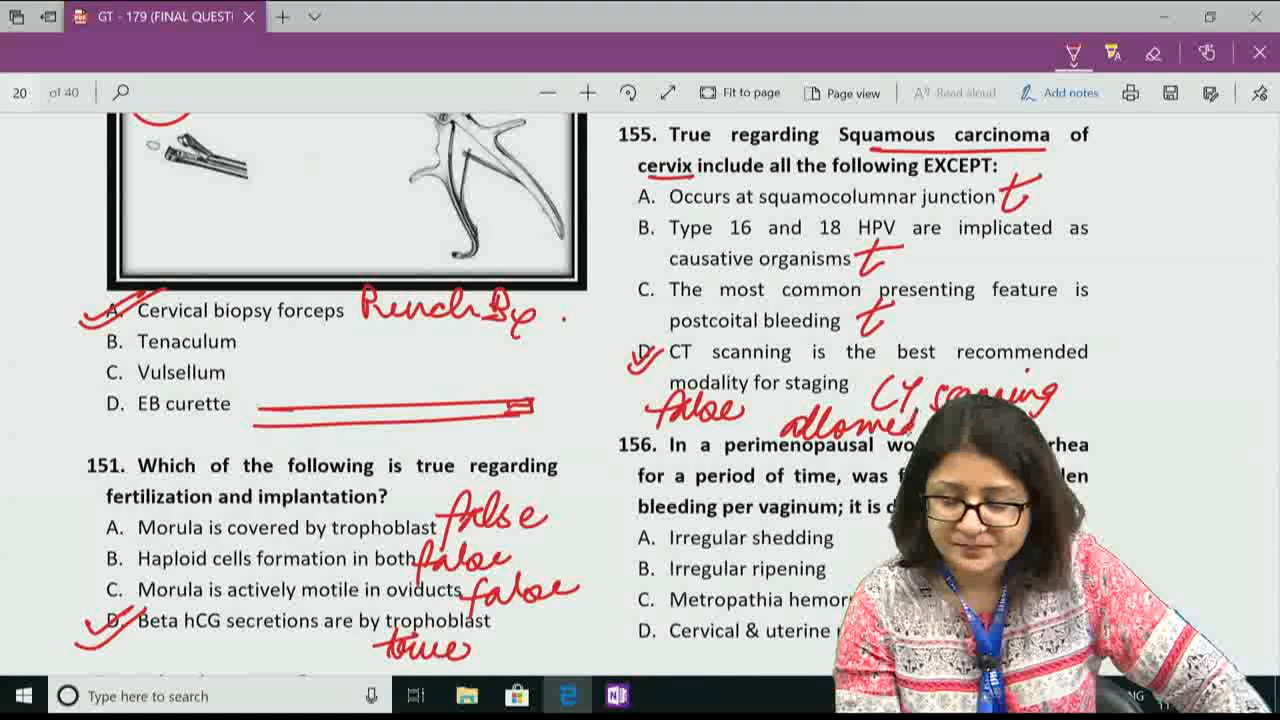 GT - 179 (FINAL QUESTI
20 of 40
Fit to page
Page view
Read aloud
Add notes
A. Cervical biopsy forceps Punch Bx
B. Tenaculum
C. Vulsellum
D. EB curette
151. Which of the following is true regarding
fertilization and implantation?
A. Morula is covered by trophoblast false
B. Haploid cells formation in both false
C. Morula is actively motile in oviducts false
D. Beta hCG secretions are by trophoblast
true
155. True regarding Squamous carcinoma of
cervix include all the following EXCEPT:
A. Occurs at squamocolumnar junction t
B. Type 16 and 18 HPV are implicated as
causative organisms t
C. The most common presenting feature is
postcoital bleeding t
D. CT scanning is the best recommended
modality for staging
false allowed CT scanning
156. In a perimenopausal
for a period of time, was
bleeding per vaginum; it is
A. Irregular shedding
B. Irregular ripening
C. Metropathia
D. Cervical & uterine
Type here to search